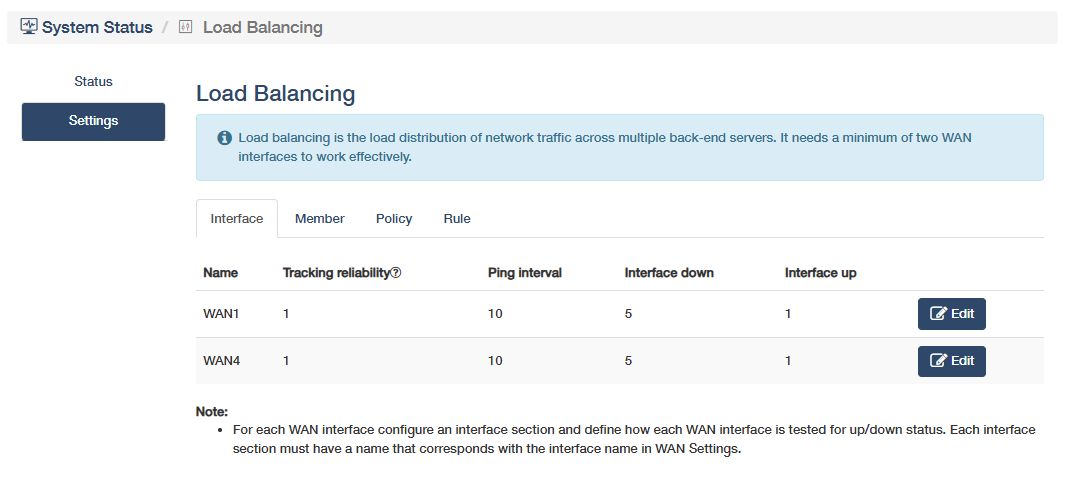 System Status / Load Balancing
Status
Settings
Load Balancing
Load balancing is the load distribution of network traffic across multiple back-end servers. It needs a minimum of two WAN
interfaces to work effectively.
Interface Member Policy Rule
Name Tracking reliability Ping interval Interface down Interface up
WAN1 1 10 5 1 Edit
WAN4 1 10 5 1 Edit
Note:
• For each WAN interface configure an interface section and define how each WAN interface is tested for up/down status. Each interface
section must have a name that corresponds with the interface name in WAN Settings.